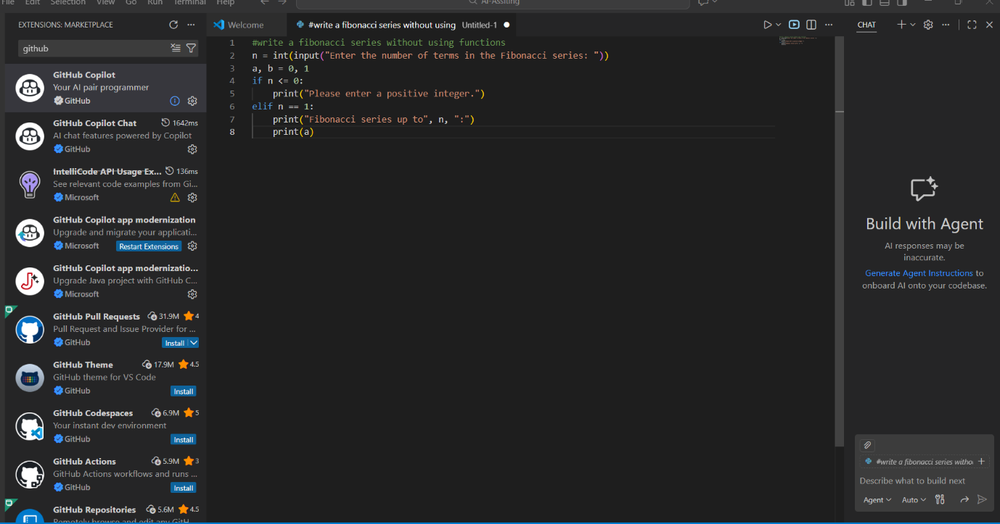 File Edit Selection View Go Run Terminal Help
AI-Assiting
EXTENSIONS: MARKETPLACE
github
GitHub Copilot
Your AI pair programmer
GitHub
GitHub Copilot Chat 1642ms
AI chat features powered by Copilot
GitHub
IntelliCode API Usage Ex... 136ms
See relevant code examples from Gi...
Microsoft
GitHub Copilot app modernization
Upgrade and migrate your applicati...
Microsoft Restart Extensions
GitHub Copilot app modernizatio...
Upgrade Java project with GitHub C...
Microsoft
GitHub Pull Requests 31.9M 4
Pull Request and Issue Provider for ...
GitHub Install
GitHub Theme 17.9M 4.5
GitHub theme for VS Code
GitHub Install
GitHub Codespaces 6.9M 5
Your instant dev environment
GitHub Install
GitHub Actions 5.9M 3
GitHub Actions workflows and runs ...
GitHub Install
GitHub Repositories 5.6M 4.5
Remotely browse and edit any GitH...
Welcome
#write a fibonacci series without using Untitled-1
1 #write a fibonacci series without using functions
2 n = int(input("Enter the number of terms in the Fibonacci series: "))
3 a, b = 0, 1
4 if n <= 0:
5 print("Please enter a positive integer.")
6 elif n == 1:
7 print("Fibonacci series up to", n, ":")
8 print(a)
CHAT
Build with Agent
AI responses may be
inaccurate.
Generate Agent Instructions to
onboard AI onto your codebase.
#write a fibonacci series witho
Describe what to build next
Agent Auto